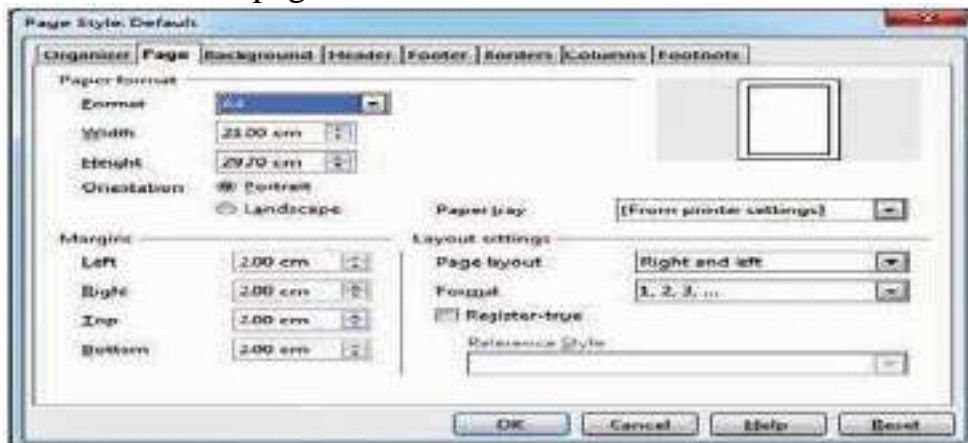 page
Page Style: Default
Organizer Page Background Header Footer Borders Columns Footnote
Paper format
Format A4
Width 21.00 cm
Height 29.70 cm
Orientation Portrait
Landscape
Paper tray [From printer settings]
Margins
Layout settings
Left 2.00 cm
Page layout Right and left
Right 2.00 cm
Format 1, 2, 3, ...
Top 2.00 cm
Register-true
Bottom 2.00 cm
Reference Style
OK Cancel Help Reset